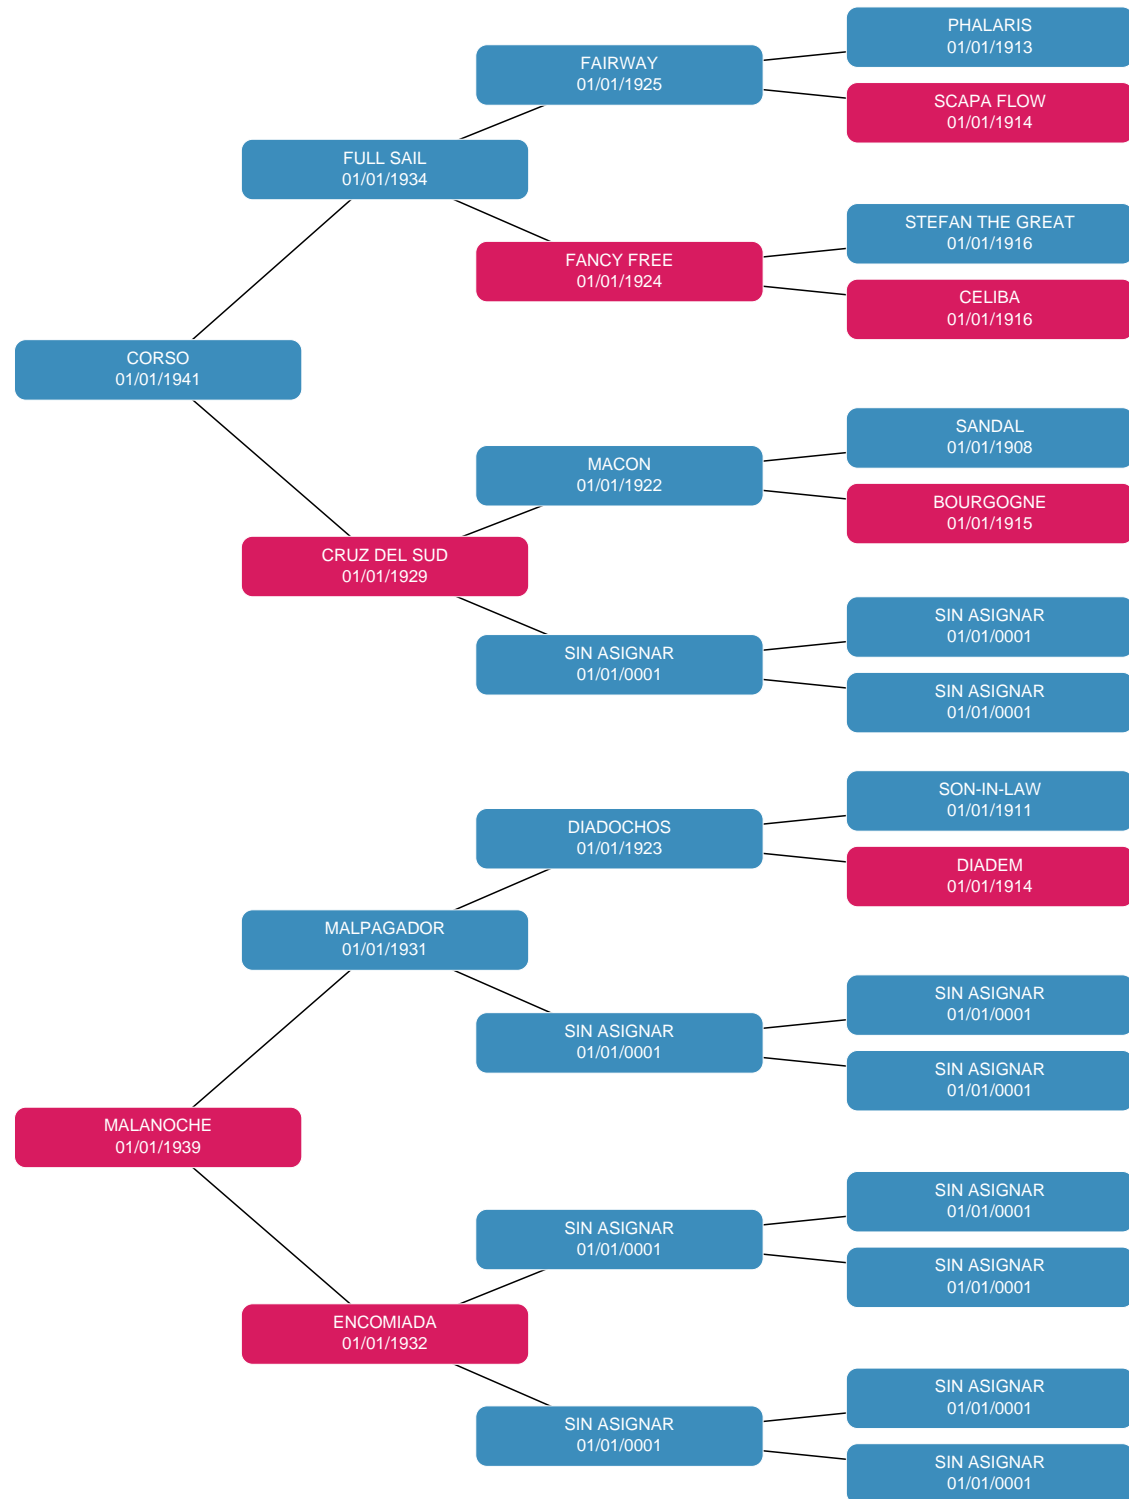 PHALARIS
01/01/1913
FAIRWAY
01/01/1925
SCAPA FLOW
01/01/1914
FULL SAIL
01/01/1934
STEFAN THE GREAT
01/01/1916
FANCY FREE
01/01/1924
CELIBA
01/01/1916
CORSO
01/01/1941
SANDAL
01/01/1908
MACON
01/01/1922
BOURGOGNE
01/01/1915
CRUZ DEL SUD
01/01/1929
SIN ASIGNAR
01/01/0001
SIN ASIGNAR
01/01/0001
SIN ASIGNAR
01/01/0001
SON-IN-LAW
01/01/1911
DIADOCHOS
01/01/1923
DIADEM
01/01/1914
MALPAGADOR
01/01/1931
SIN ASIGNAR
01/01/0001
SIN ASIGNAR
01/01/0001
SIN ASIGNAR
01/01/0001
MALANOCHE
01/01/1939
SIN ASIGNAR
01/01/0001
SIN ASIGNAR
01/01/0001
SIN ASIGNAR
01/01/0001
ENCOMIADA
01/01/1932
SIN ASIGNAR
01/01/0001
SIN ASIGNAR
01/01/0001
SIN ASIGNAR
01/01/0001